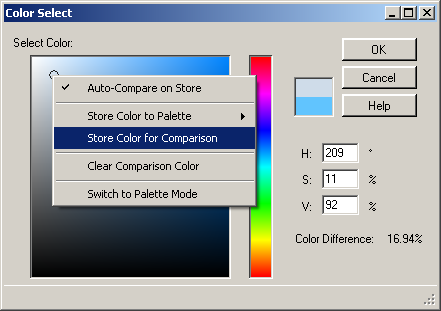 Color Select
Select Color:
Auto-Compare on Store
Store Color to Palette
Store Color for Comparison
Clear Comparison Color
Switch to Palette Mode
OK
Cancel
Help
H: 209 °
S: 11 %
V: 92 %
Color Difference: 16.94%